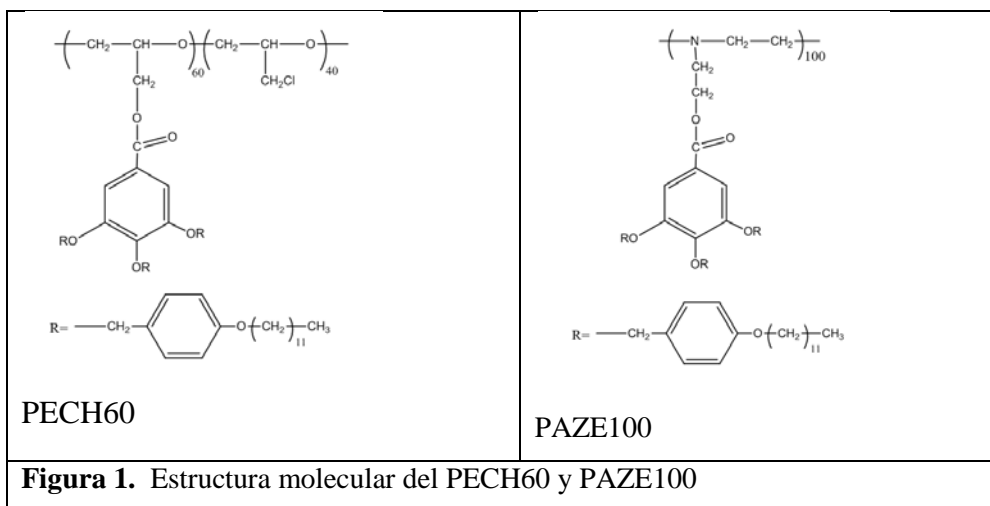 CH2 CH O CH2 CH O
60 40
CH2 CH2Cl
O
C O
RO OR
OR
R= CH2 O CH2 CH3
11
PECH60
N CH2 CH2
100
CH2
CH2
O
C O
RO OR
OR
R= CH2 O CH2 CH3
11
PAZE100
Figura 1. Estructura molecular del PECH60 y PAZE100